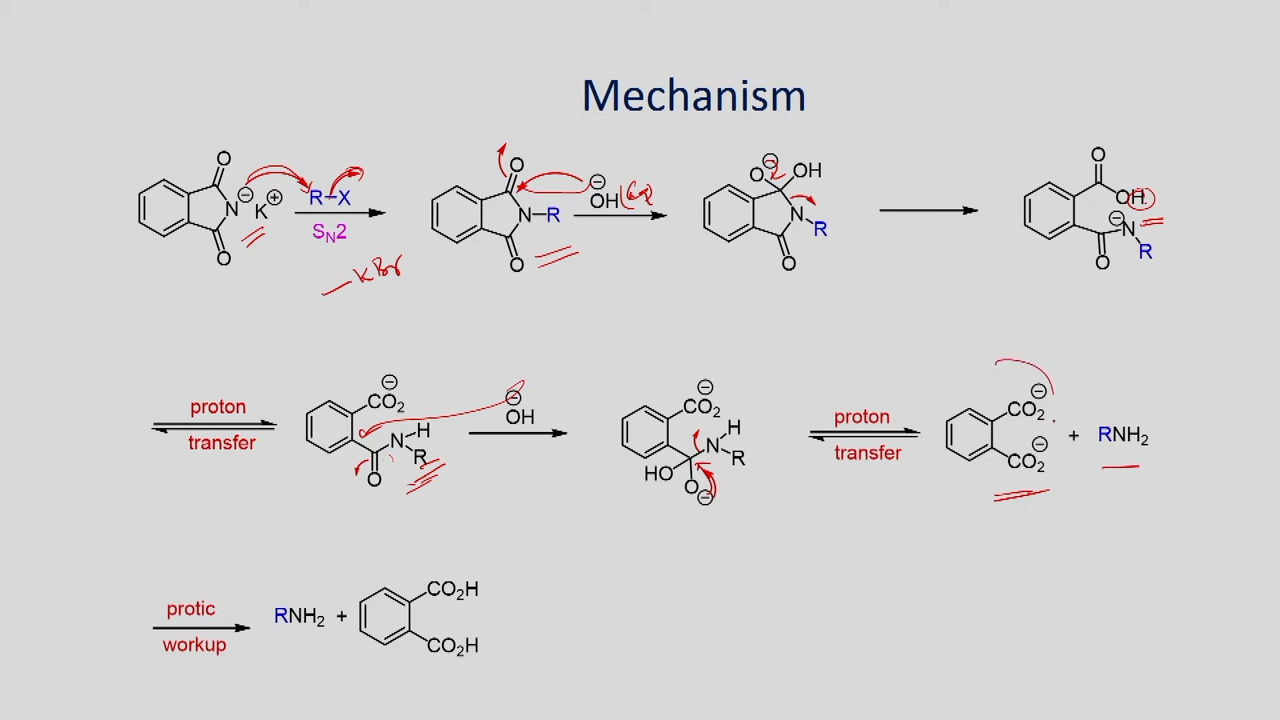 Mechanism
O
O
N ⊖ K⊕
R–X
SN2
– KBr
O
O
N–R
⊖
OH
⊖
O OH
N
R
O
O
OH
⊖
N
R
O
proton
transfer
⊖
CO2
H
N
R
O
⊖
OH
⊖
CO2
H
N
R
HO
O
⊖
proton
transfer
⊖
CO2
⊖
CO2
+ RNH2
protic
workup
RNH2 +
CO2H
CO2H